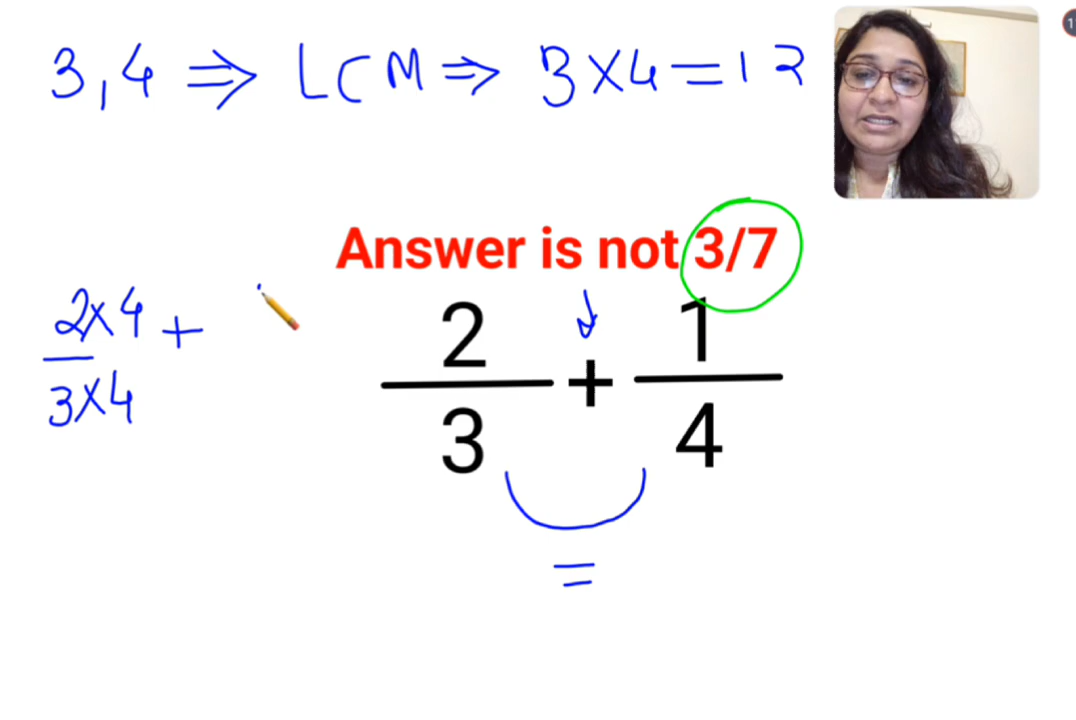 3,4 ⇒ LCM ⇒ 3×4=12
Answer is not 3/7
2×4 +
3×4
2 + 1
3 4
=